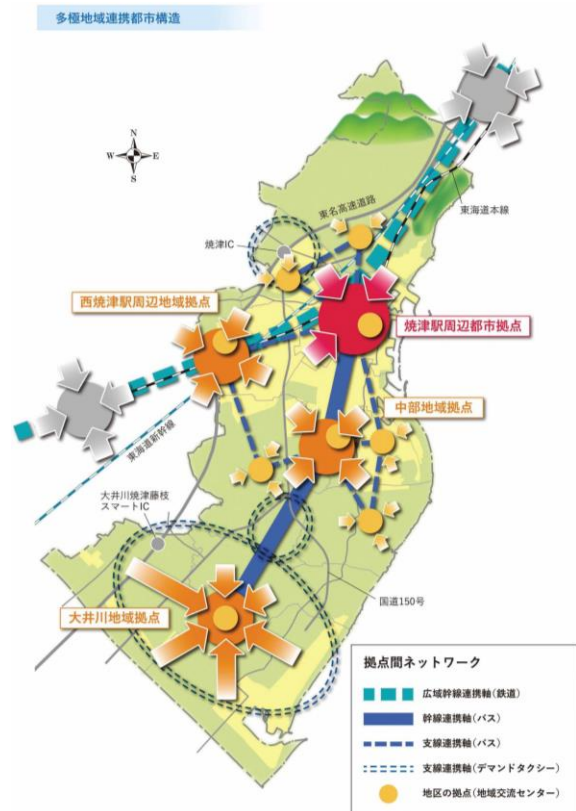 多極地域連携都市構造
N
W
E
S
東名高速道路
東海道本線
焼津IC
西焼津駅周辺地域拠点
焼津駅周辺都市拠点
中部地域拠点
東海道新幹線
大井川焼津藤枝
スマートIC
国道150号
大井川地域拠点
拠点間ネットワーク
広域幹線連携軸(鉄道)
幹線連携軸(バス)
支線連携軸(バス)
支線連携軸(デマンドタクシー)
地区の拠点(地域交流センター)